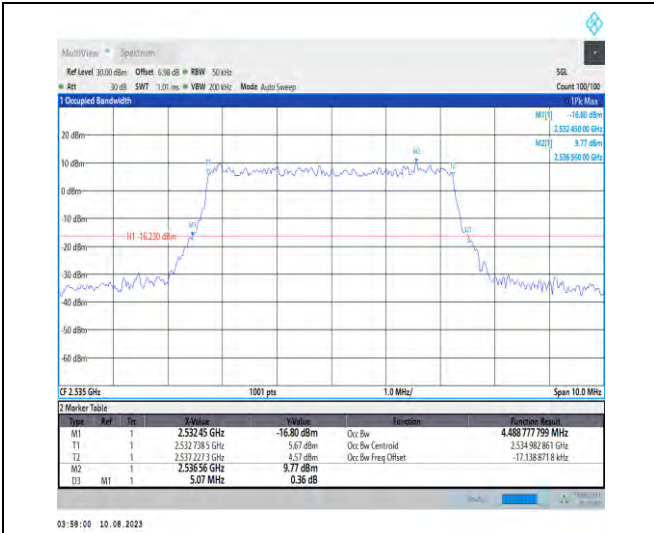 MultiView Spectrum
Ref Level 30.00 dBm Offset 6.98 dB RBW 50 kHz SGL
Att 30 dB SWT 1.01 ms VBW 200 kHz Mode Auto Sweep Count 100/100
1 Occupied Bandwidth 1Pk Max
M1[1] -16.80 dBm
2.532 450 00 GHz
M2[1] 9.77 dBm
2.536 560 00 GHz
20 dBm
M2
T1 T2
10 dBm
0 dBm
-10 dBm
M1
H1 -16.230 dBm D3
-20 dBm
-30 dBm
-40 dBm
-50 dBm
-60 dBm
CF 2.535 GHz 1001 pts 1.0 MHz/ Span 10.0 MHz
2 Marker Table
Type Ref Trc X-Value Y-Value Function Function Result
M1 1 2.532 45 GHz -16.80 dBm Occ Bw 4.488 777 799 MHz
T1 1 2.532 738 5 GHz 5.67 dBm Occ Bw Centroid 2.534 982 861 GHz
T2 1 2.537 227 3 GHz 4.57 dBm Occ Bw Freq Offset -17.138 871 8 kHz
M2 1 2.536 56 GHz 9.77 dBm
D3 M1 1 5.07 MHz 0.36 dB
03:58:00 10.08.2023